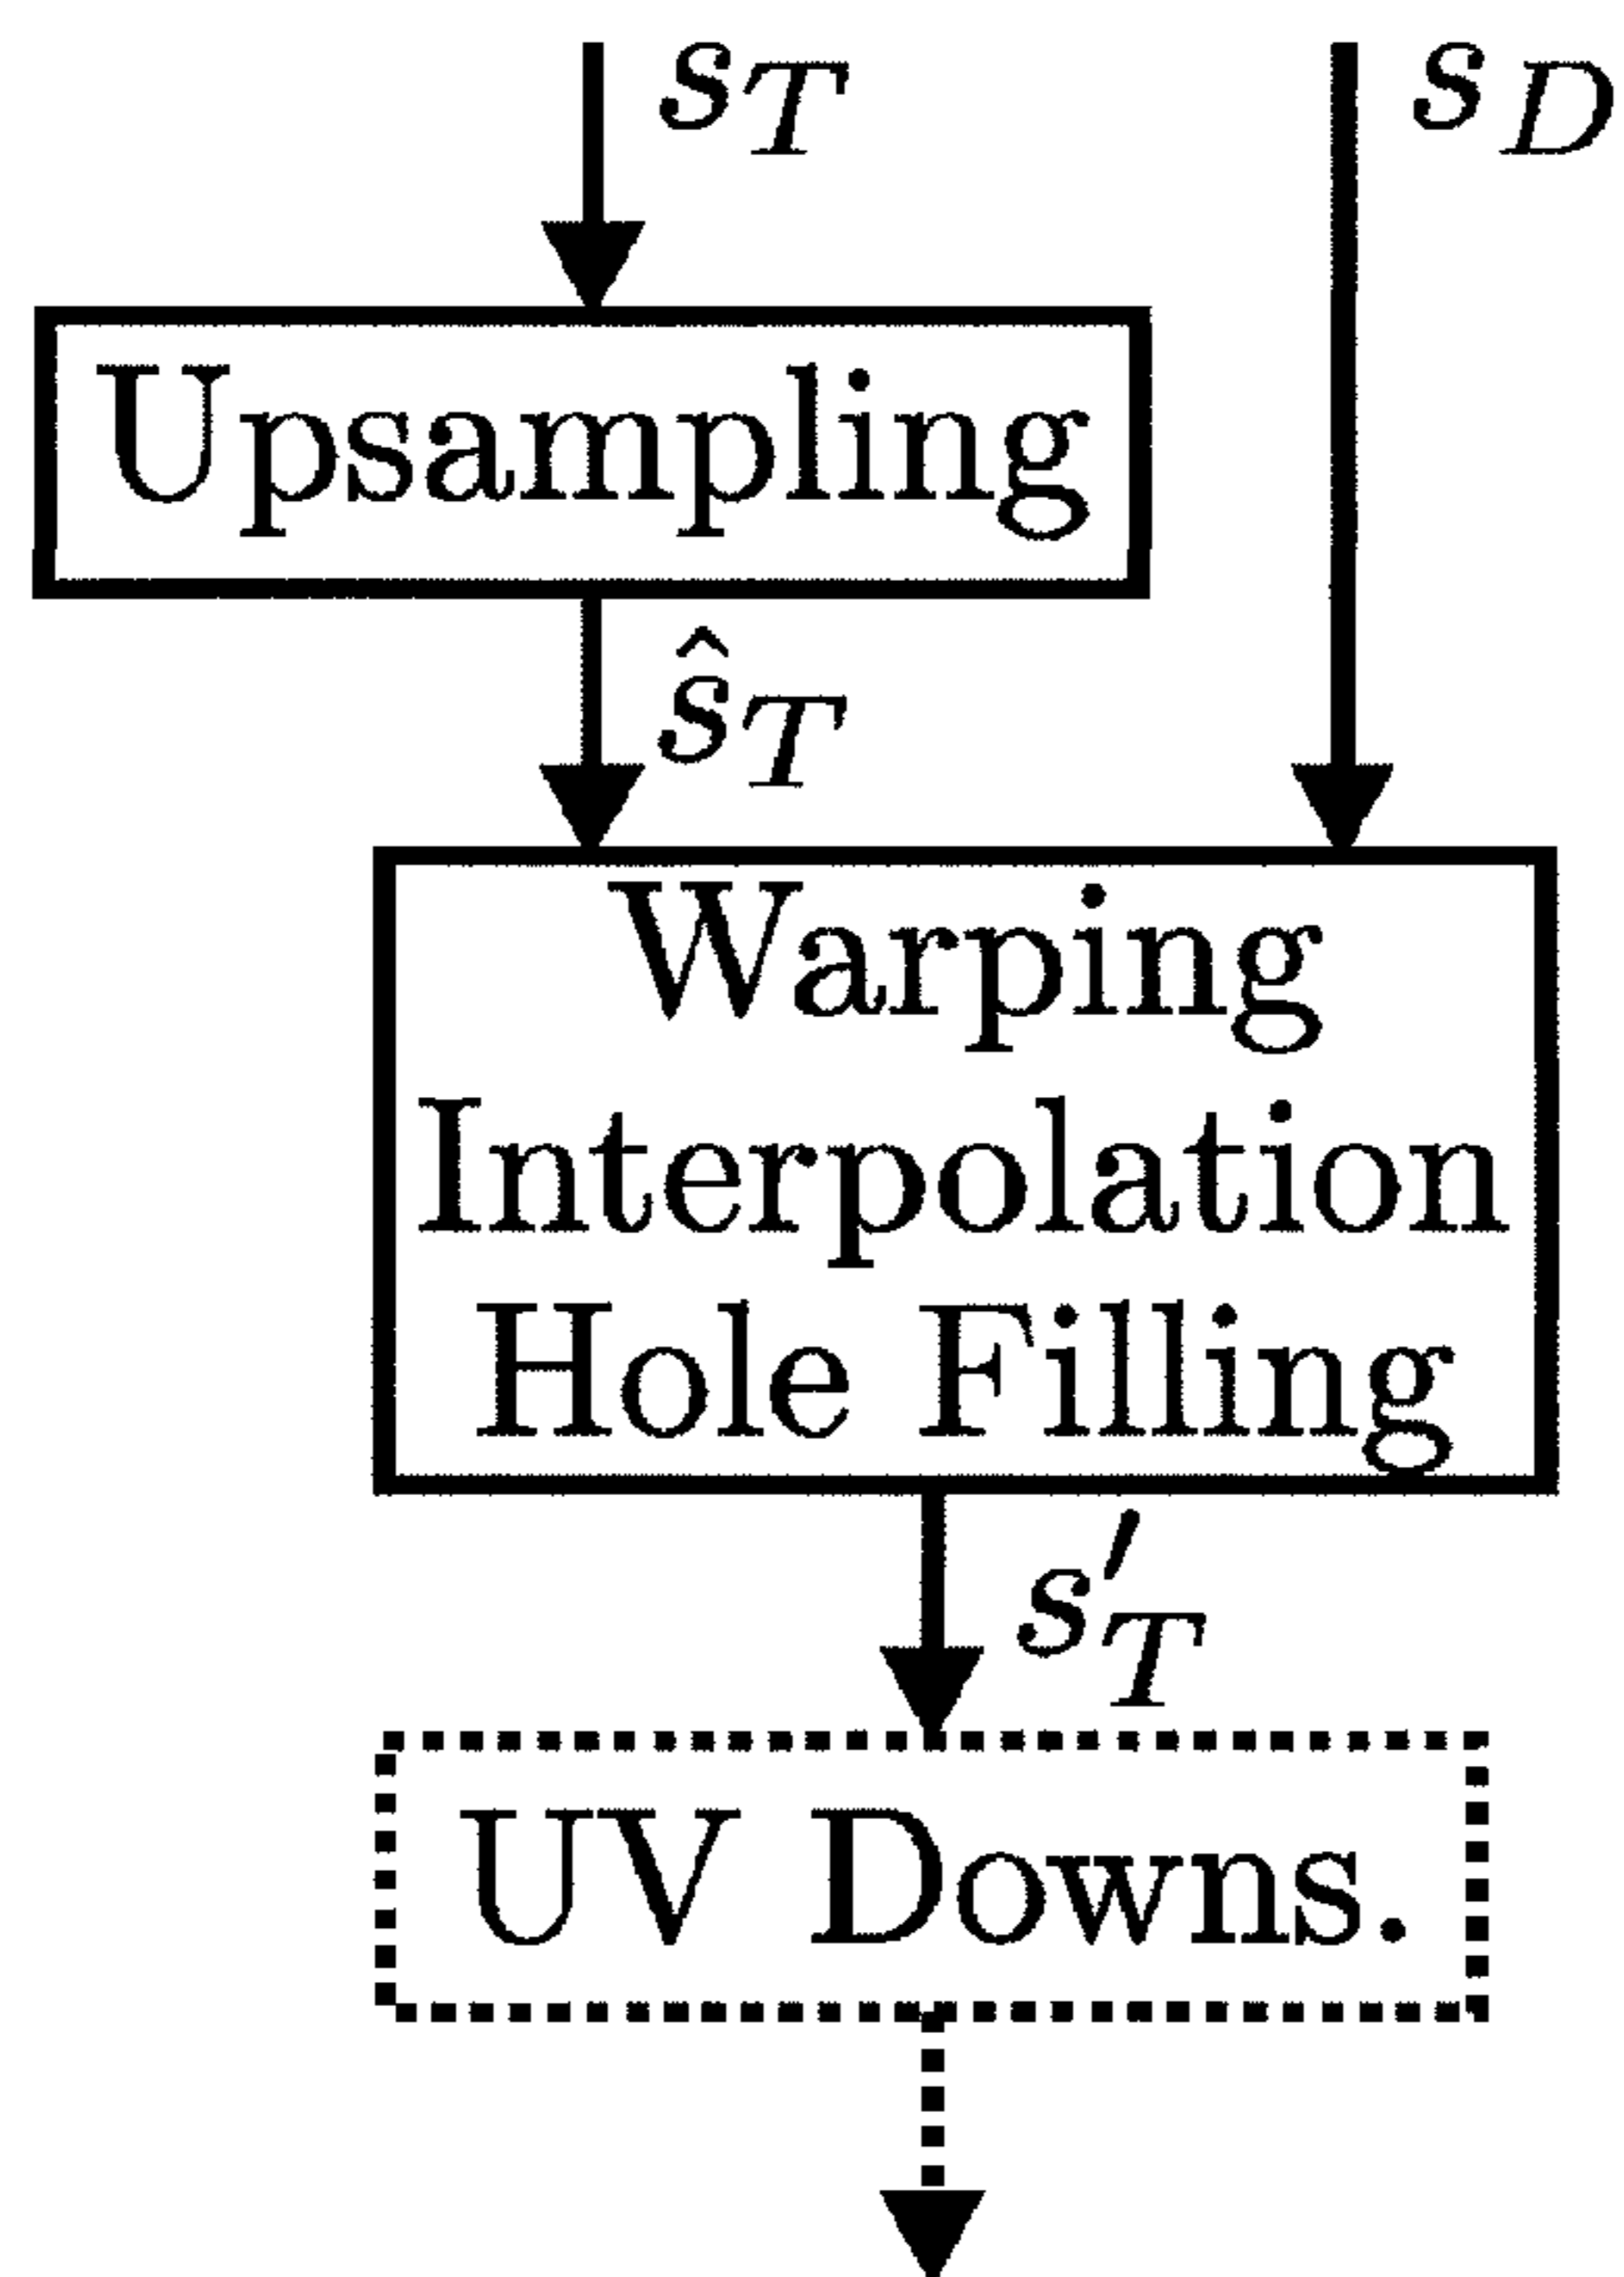 s_T s_D
Upsampling
ŝ_T
Warping
Interpolation
Hole Filling
s'_T
UV Downs.